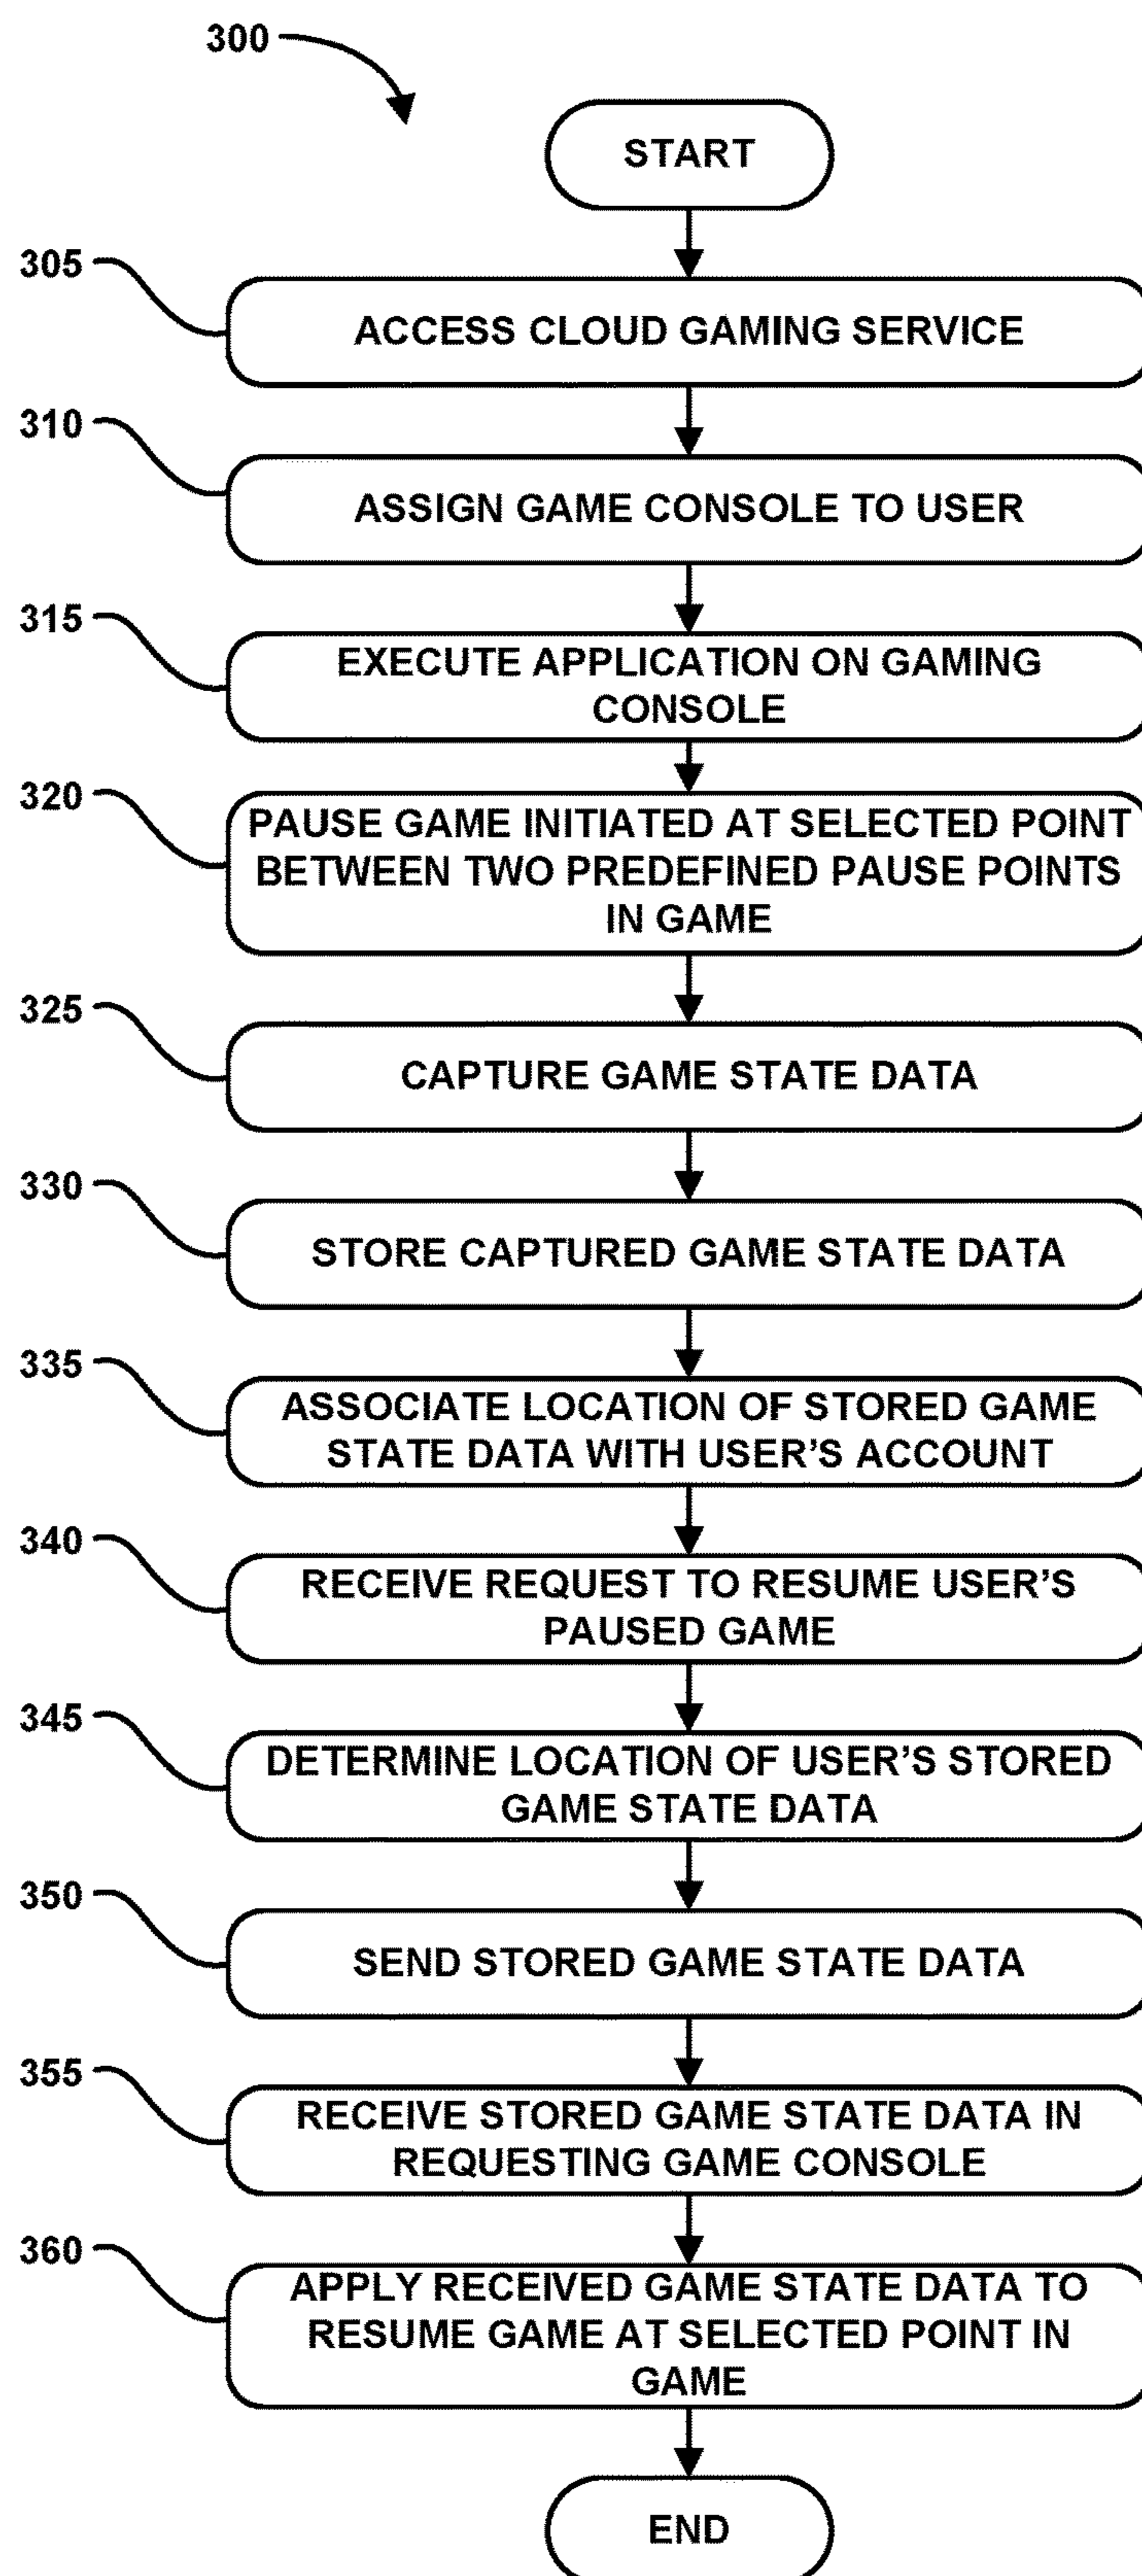 300
START
305
ACCESS CLOUD GAMING SERVICE
310
ASSIGN GAME CONSOLE TO USER
315
EXECUTE APPLICATION ON GAMING
CONSOLE
320
PAUSE GAME INITIATED AT SELECTED POINT
BETWEEN TWO PREDEFINED PAUSE POINTS
IN GAME
325
CAPTURE GAME STATE DATA
330
STORE CAPTURED GAME STATE DATA
335
ASSOCIATE LOCATION OF STORED GAME
STATE DATA WITH USER’S ACCOUNT
340
RECEIVE REQUEST TO RESUME USER’S
PAUSED GAME
345
DETERMINE LOCATION OF USER’S STORED
GAME STATE DATA
350
SEND STORED GAME STATE DATA
355
RECEIVE STORED GAME STATE DATA IN
REQUESTING GAME CONSOLE
360
APPLY RECEIVED GAME STATE DATA TO
RESUME GAME AT SELECTED POINT IN
GAME
END